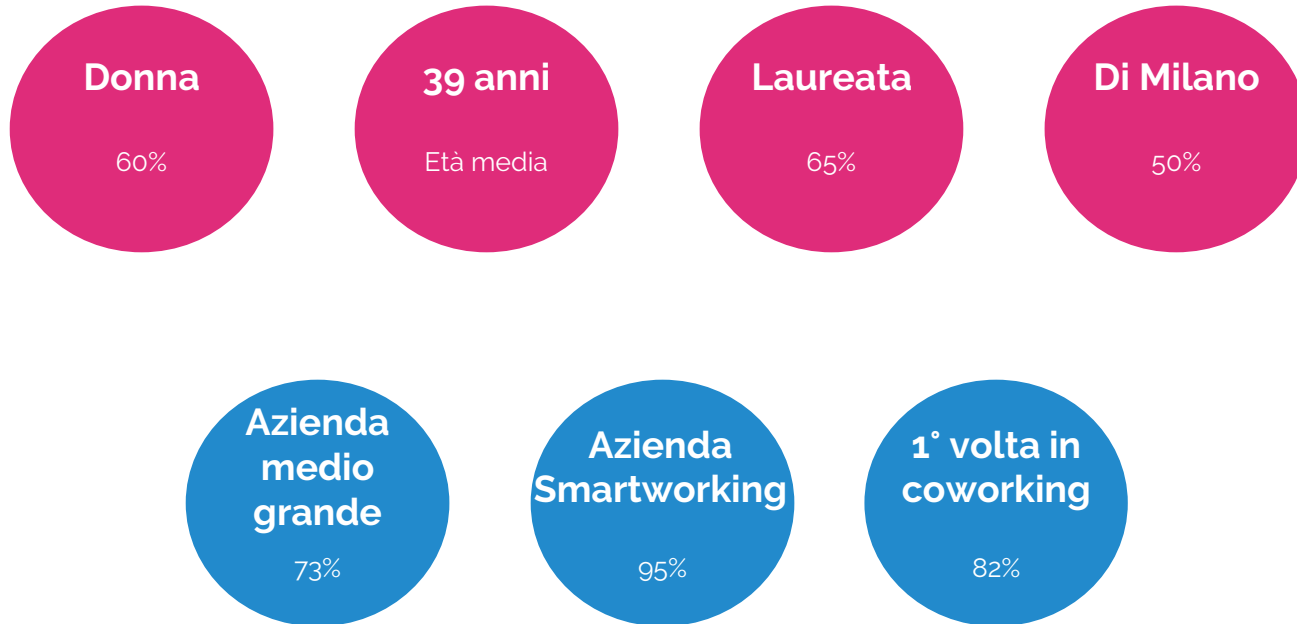 Donna
60%
39 anni
Età media
Laureata
65%
Di Milano
50%
Azienda
medio
grande
73%
Azienda
Smartworking
95%
1° volta in
coworking
82%